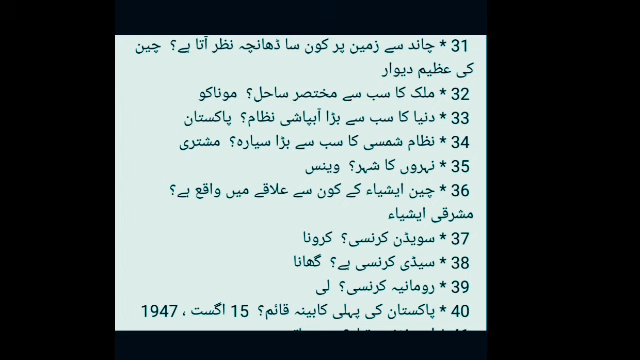 31 * چاند سے زمین پر کون سا ڈھانچہ نظر آتا ہے؟ چین
کی عظیم دیوار
32 * ملک کا سب سے مختصر ساحل؟ موناکو
33 * دنیا کا سب سے بڑا آبپاشی نظام؟ پاکستان
34 * نظام شمسی کا سب سے بڑا سیارہ؟ مشتری
35 * نہروں کا شہر؟ وینس
36 * چین ایشیاء کے کون سے علاقے میں واقع ہے؟
مشرقی ایشیاء
37 * سویڈن کرنسی؟ کرونا
38 * سیڈی کرنسی ہے؟ گھانا
39 * رومانیہ کرنسی؟ لی
40 * پاکستان کی پہلی کابینہ قائم؟ 15 اگست ، 1947